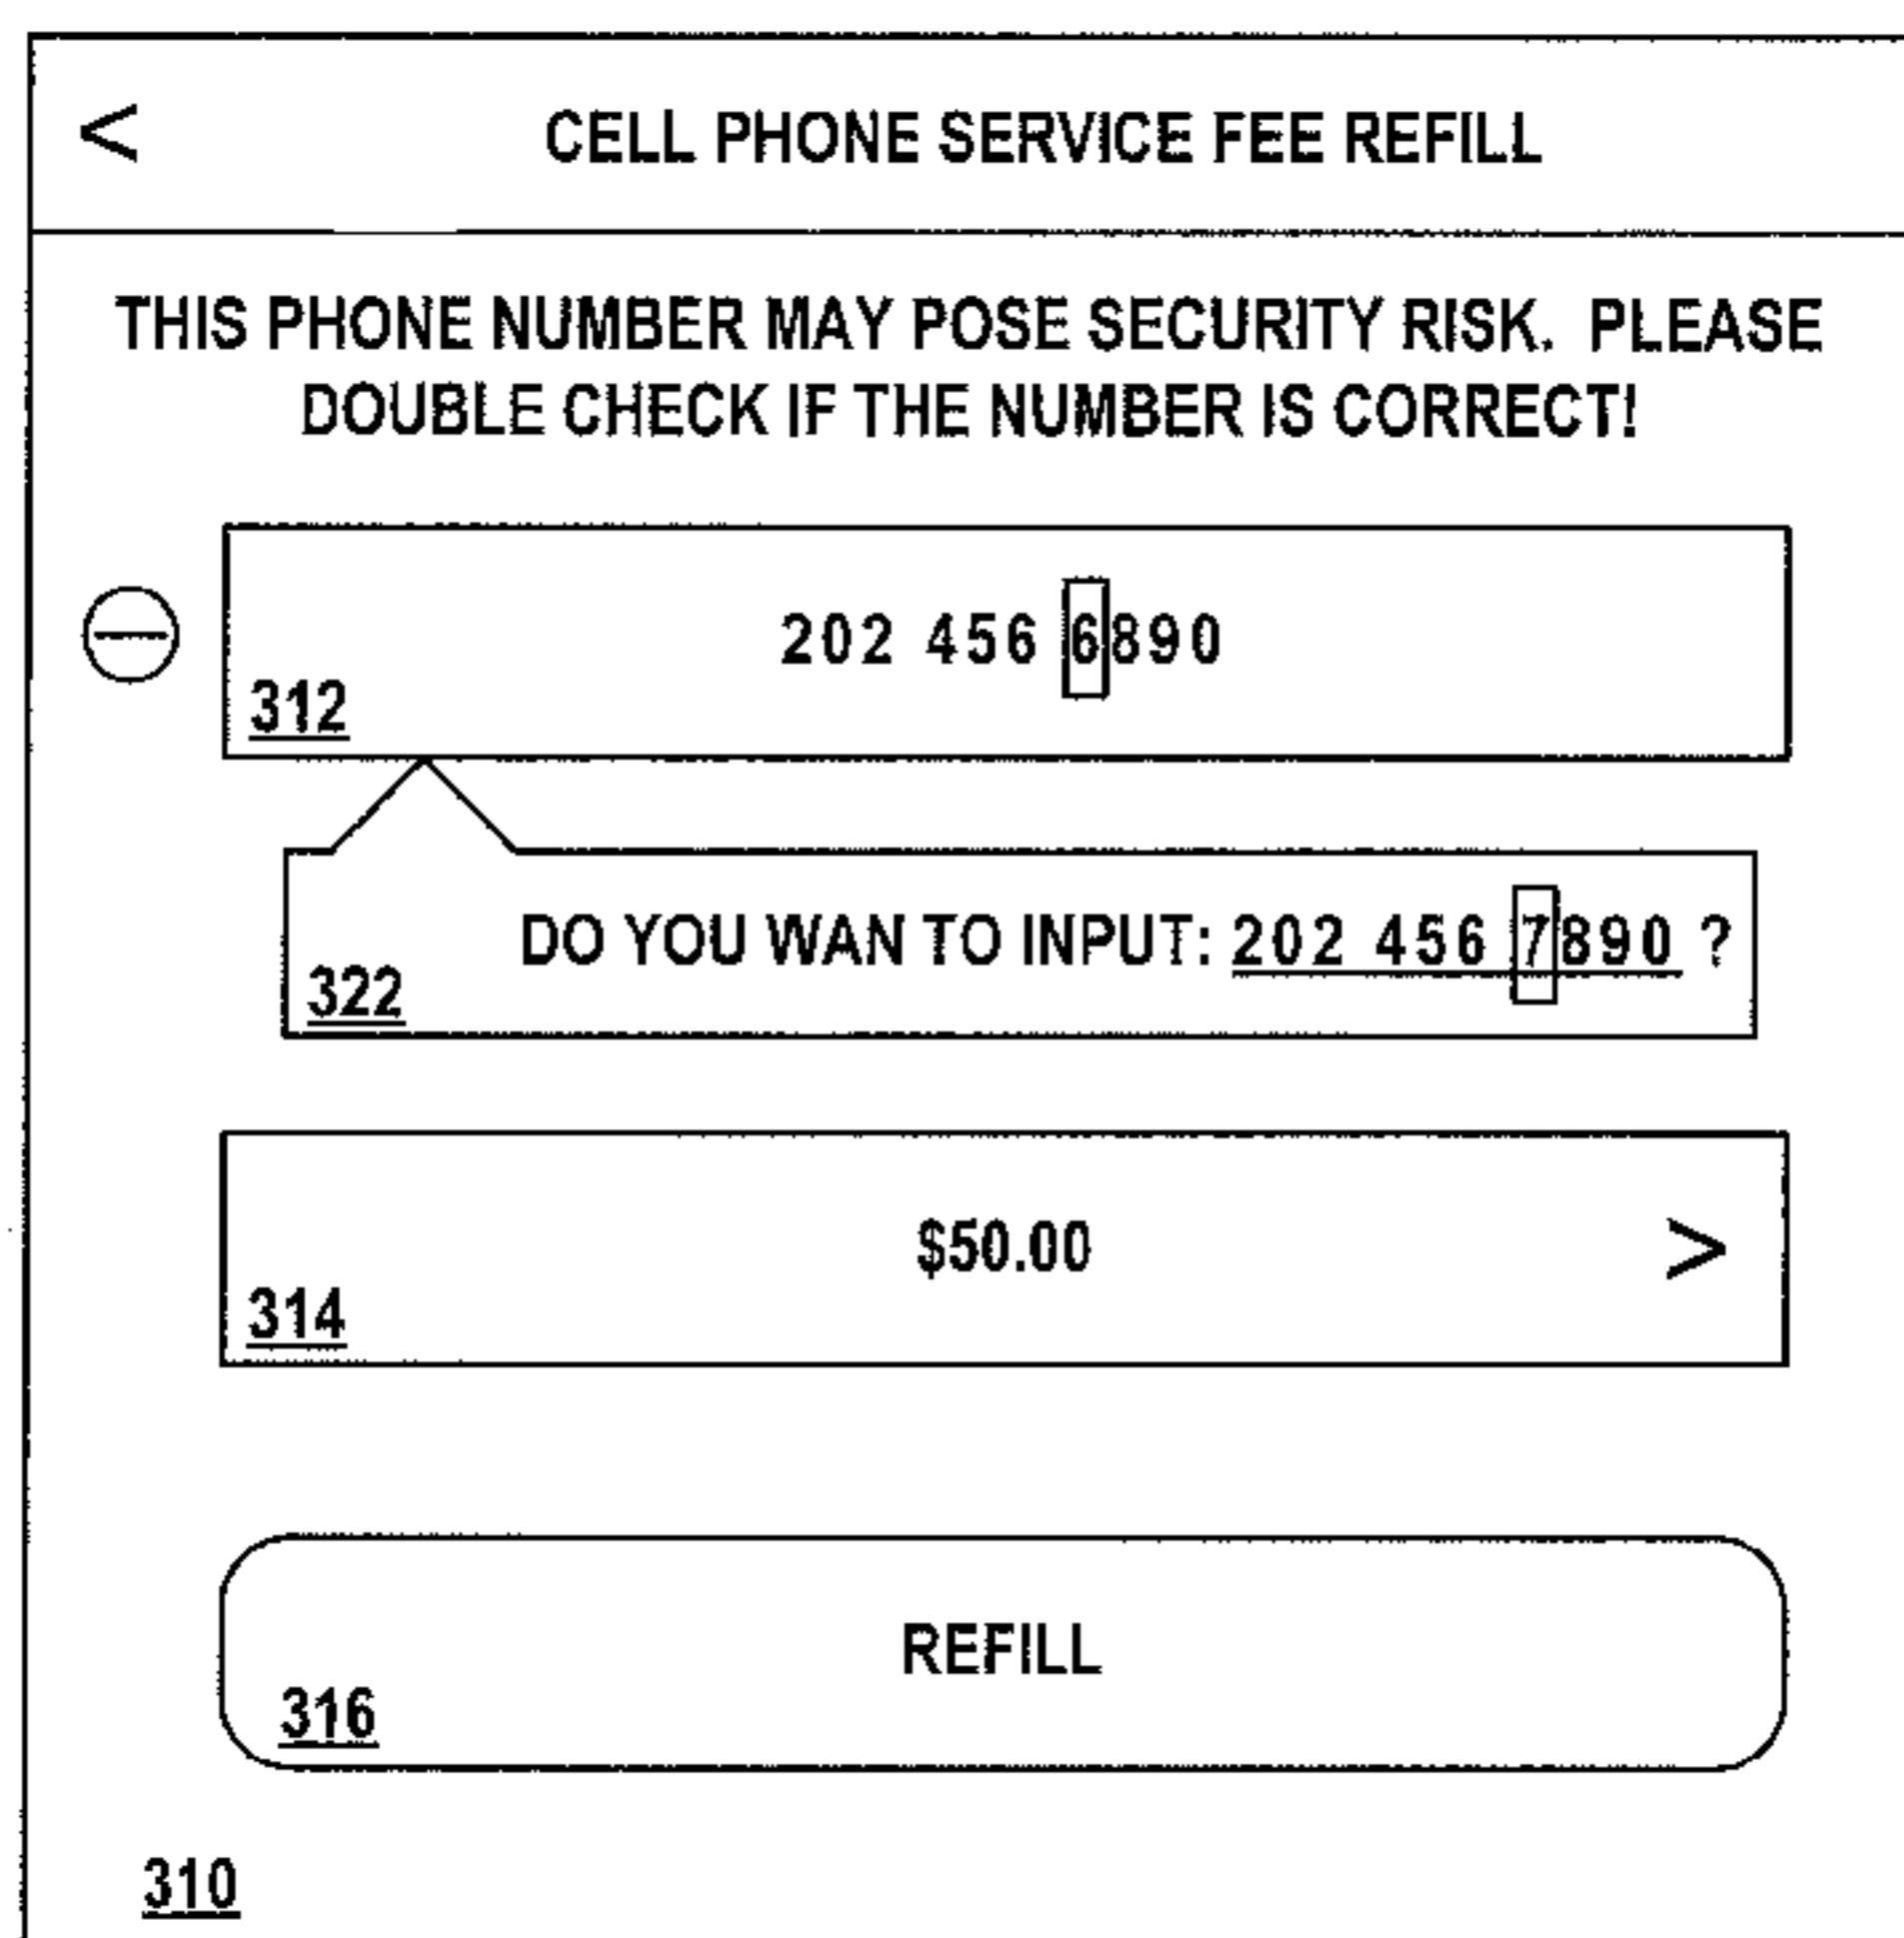 < CELL PHONE SERVICE FEE REFILL
THIS PHONE NUMBER MAY POSE SECURITY RISK. PLEASE
DOUBLE CHECK IF THE NUMBER IS CORRECT!
202 456 6890
312
DO YOU WAN TO INPUT: 202 456 7890 ?
322
$50.00 >
314
REFILL
316
310